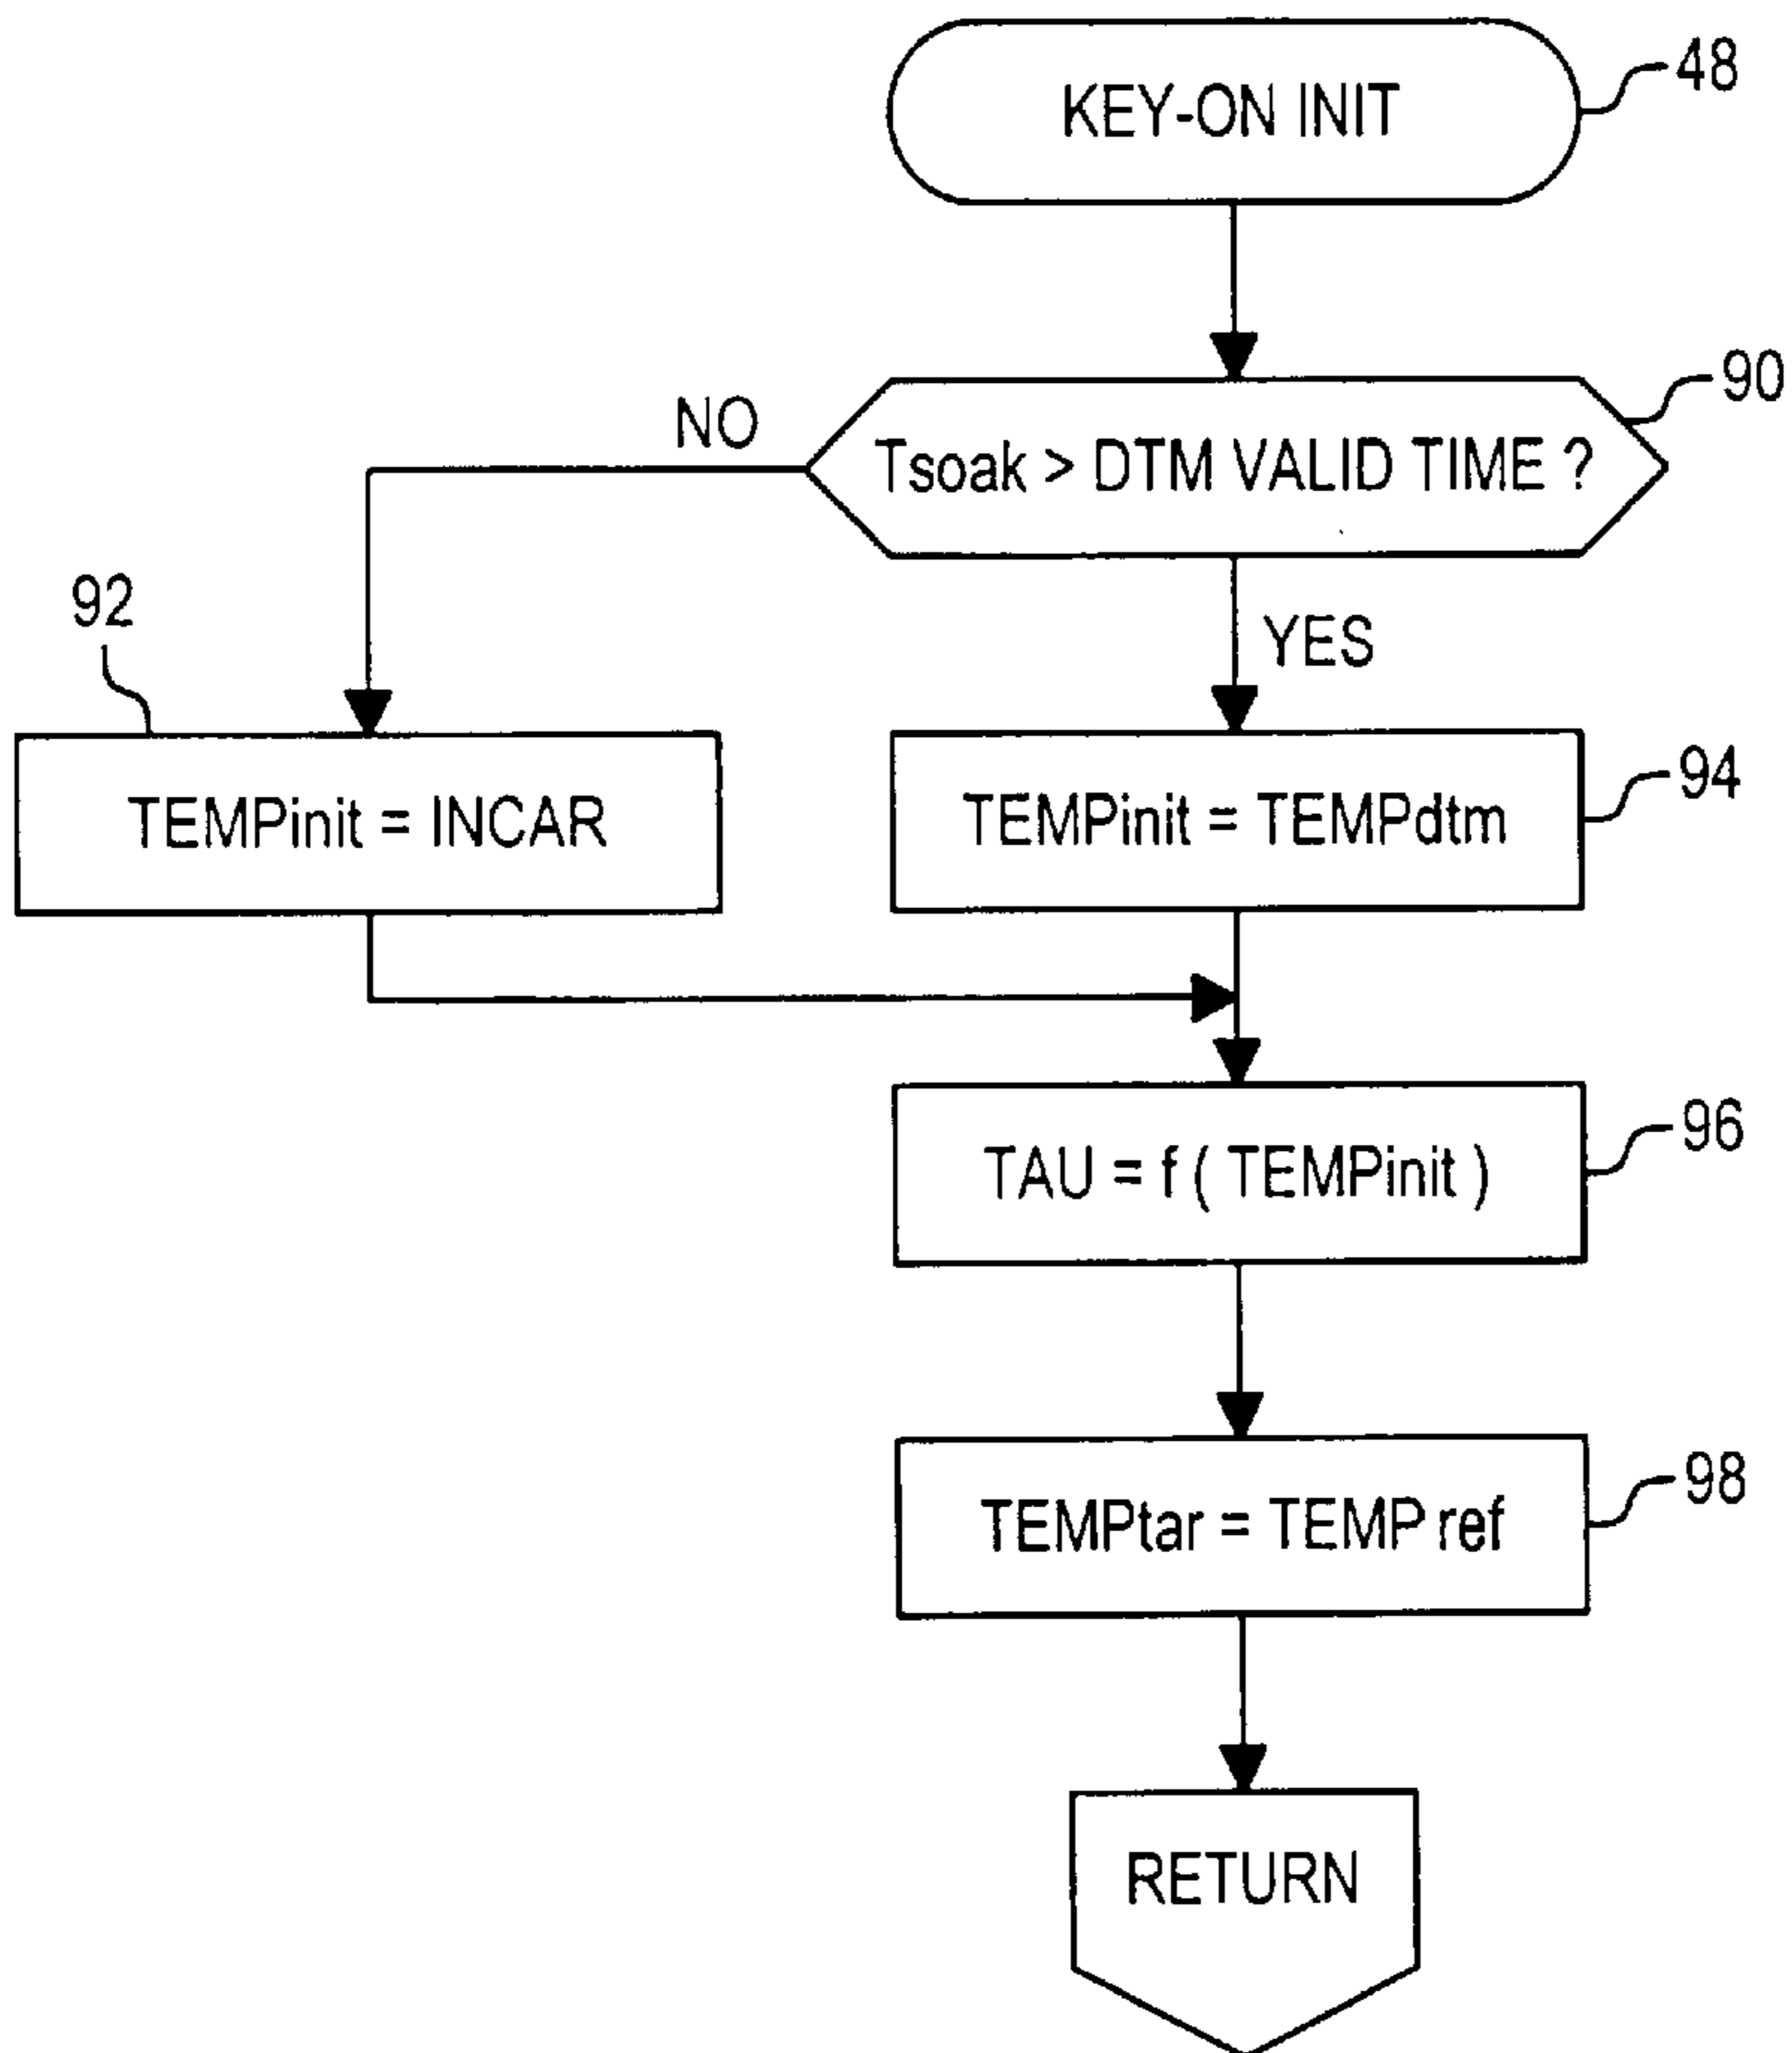 KEY-ON INIT
48
90
NO
Tsoak > DTM VALID TIME ?
92
YES
94
TEMPinit = INCAR
TEMPinit = TEMPdtm
96
TAU = f ( TEMPinit )
98
TEMPtar = TEMP ref
RETURN